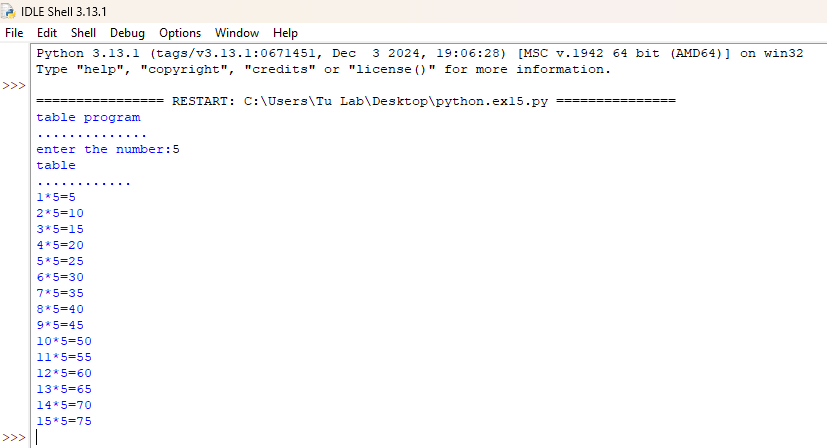 IDLE Shell 3.13.1
File Edit Shell Debug Options Window Help
Python 3.13.1 (tags/v3.13.1:0671451, Dec  3 2024, 19:06:28) [MSC v.1942 64 bit (AMD64)] on win32
Type "help", "copyright", "credits" or "license()" for more information.
>>>
================ RESTART: C:\Users\Tu Lab\Desktop\python.ex15.py ===============
table program
..............
enter the number:5
table
............
1*5=5
2*5=10
3*5=15
4*5=20
5*5=25
6*5=30
7*5=35
8*5=40
9*5=45
10*5=50
11*5=55
12*5=60
13*5=65
14*5=70
15*5=75
>>>